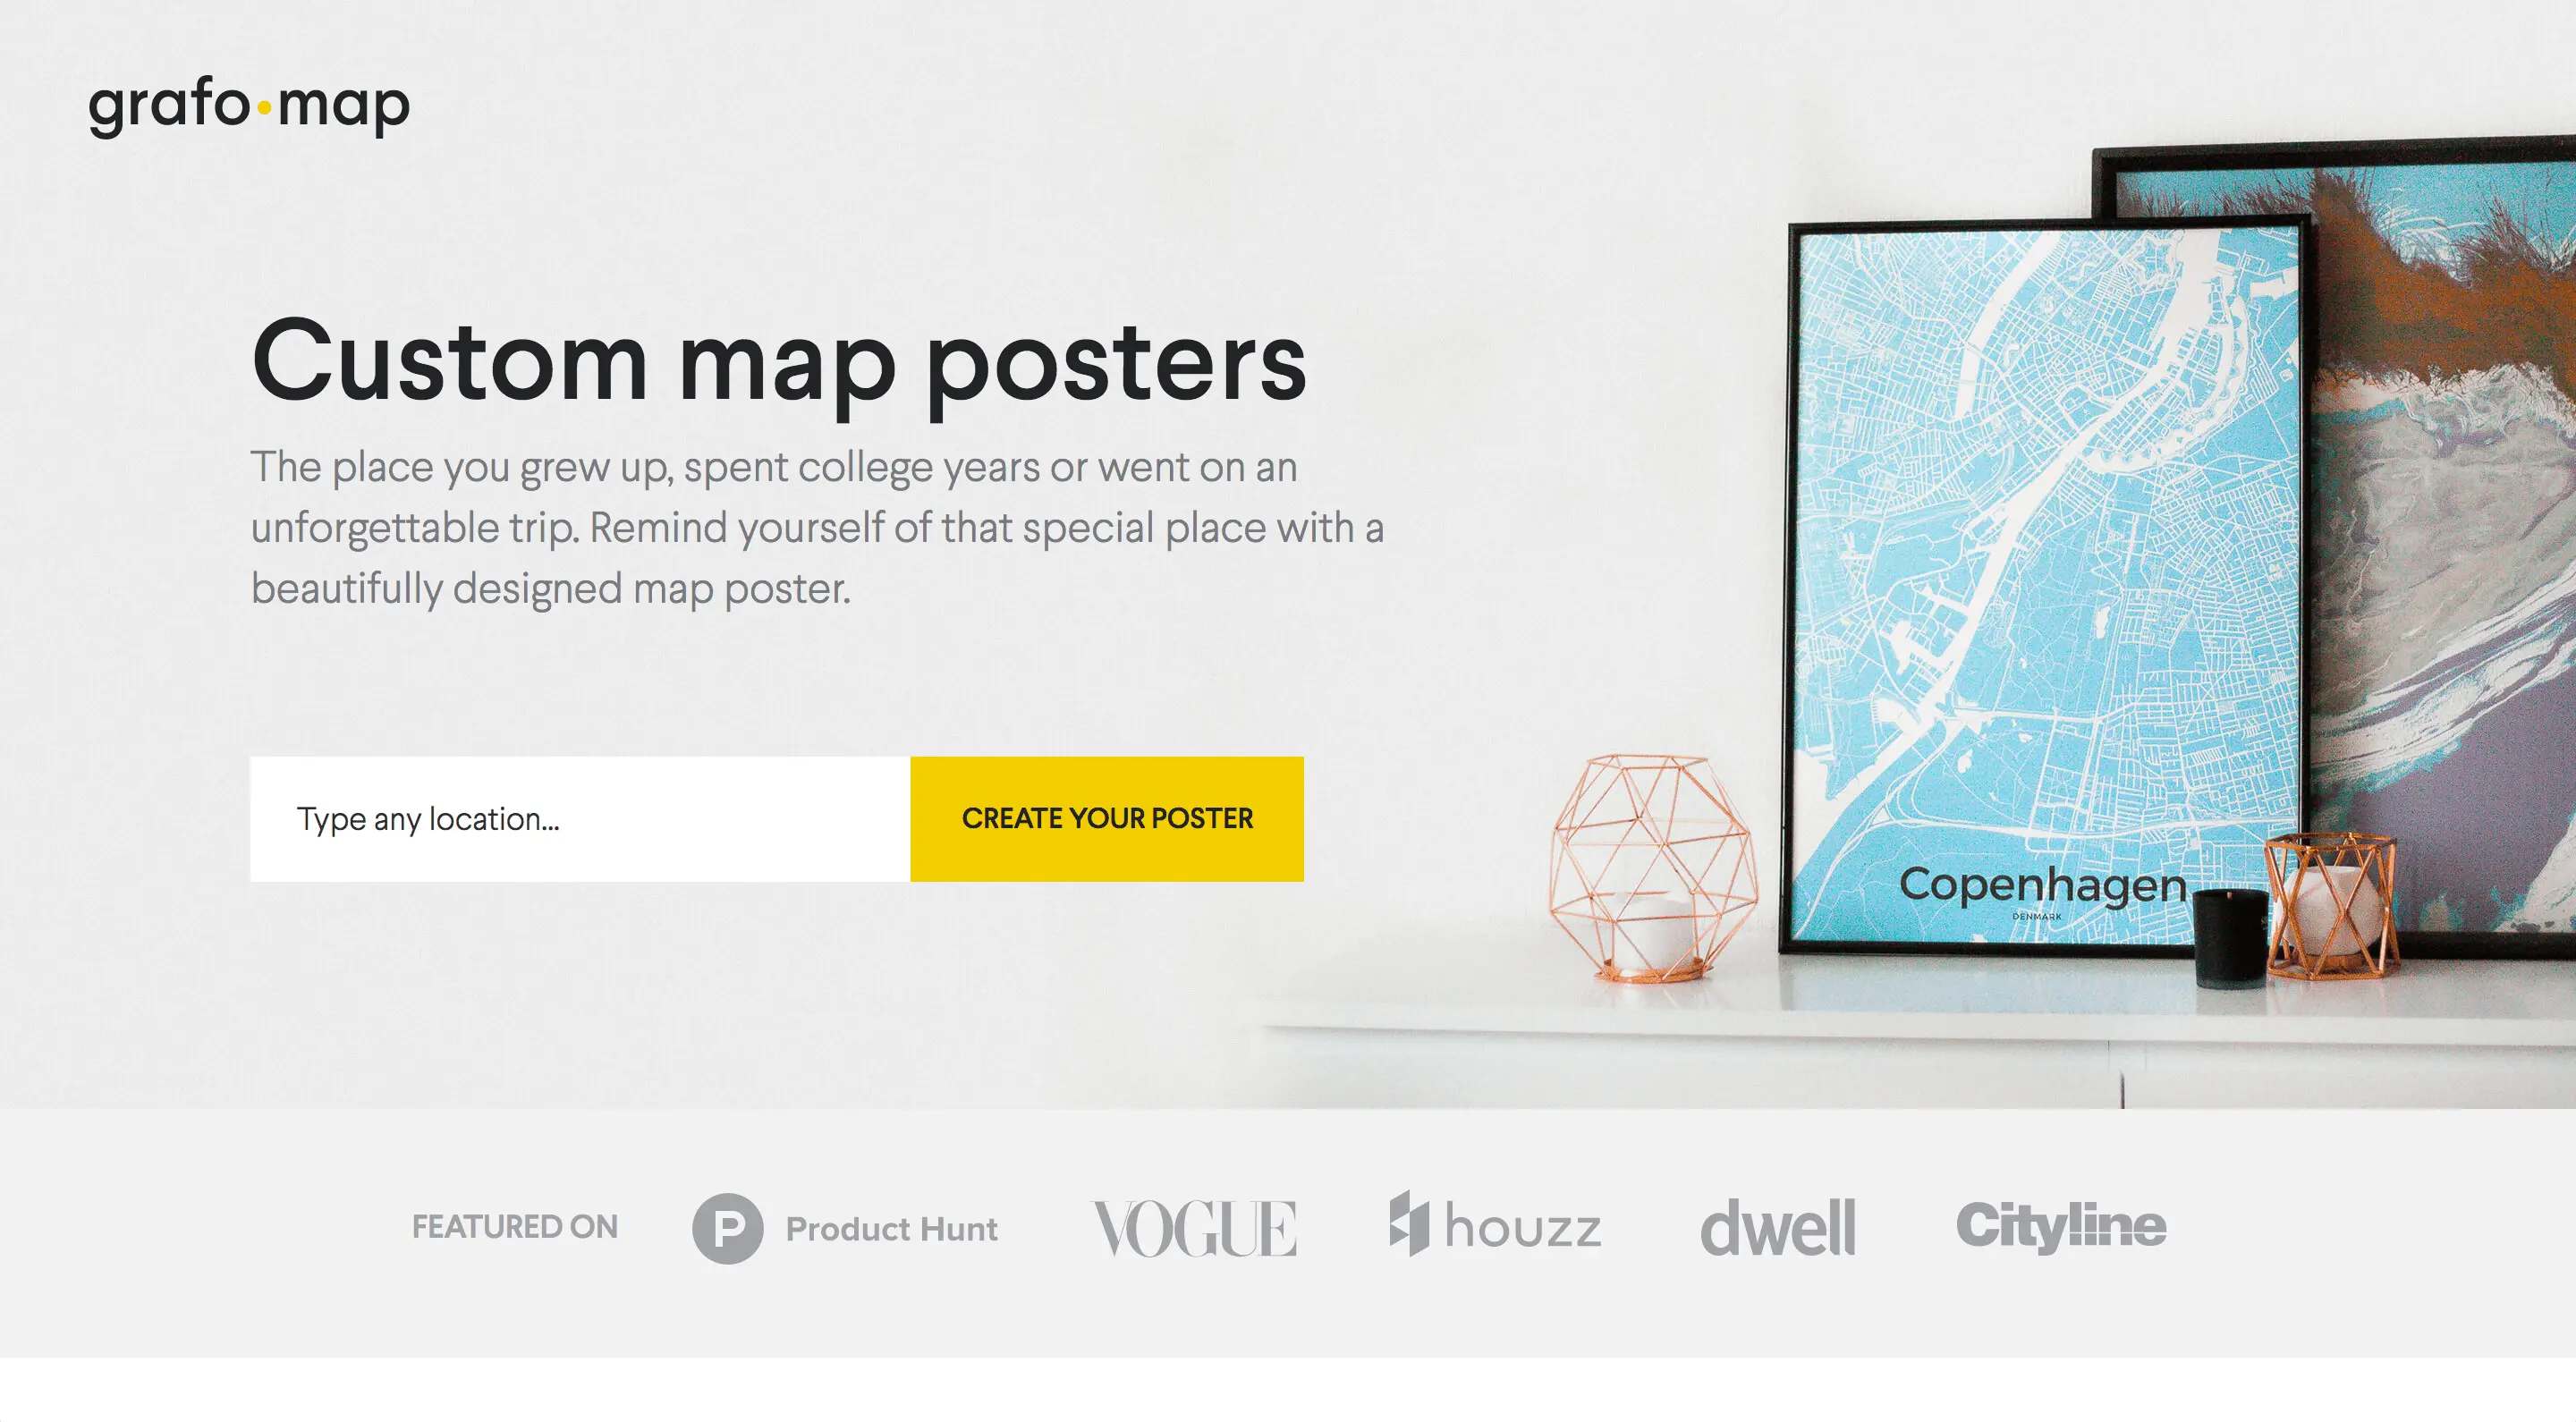 grafo•map
Custom map posters
The place you grew up, spent college years or went on an
unforgettable trip. Remind yourself of that special place with a
beautifully designed map poster.
Type any location...
CREATE YOUR POSTER
Copenhagen
DENMARK
FEATURED ON
P Product Hunt
VOGUE
houzz
dwell
Cityline